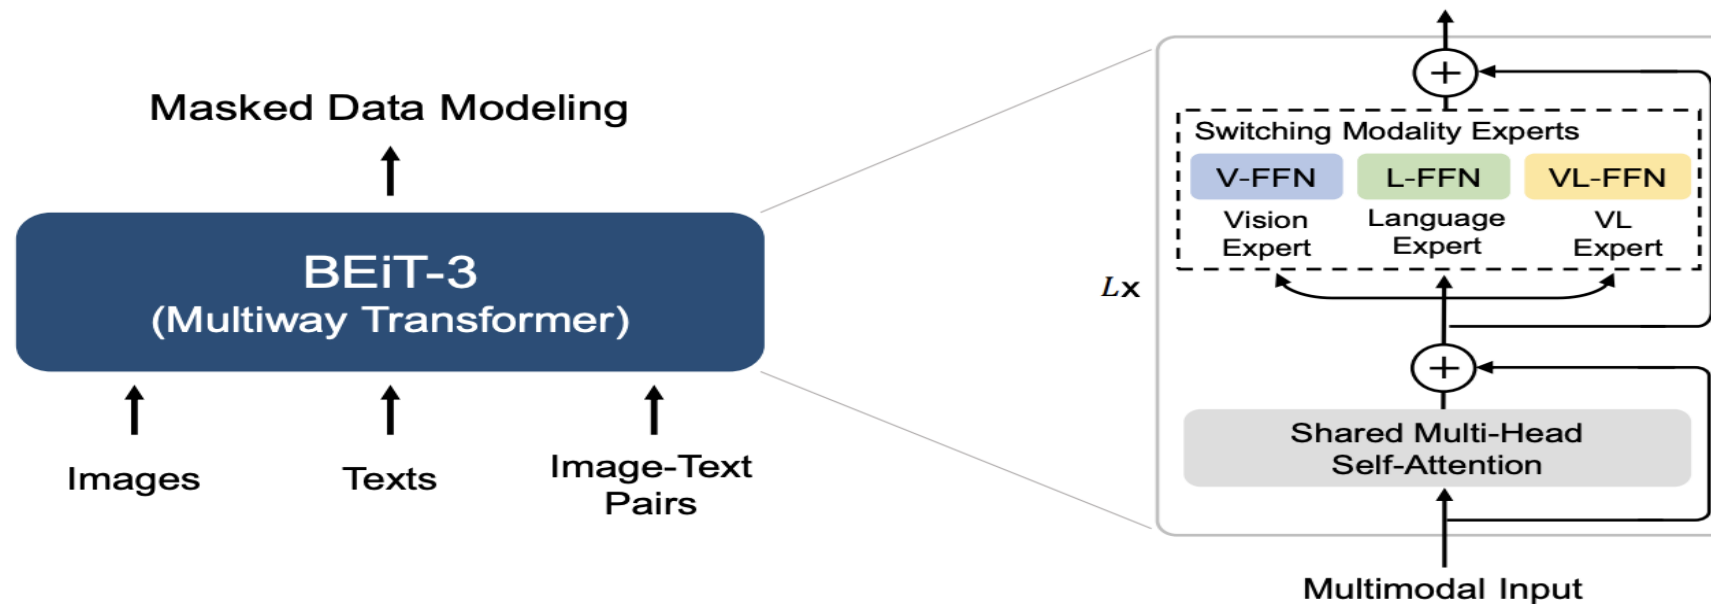 Masked Data Modeling
BEiT-3
(Multiway Transformer)
Images
Texts
Image-Text
Pairs
Lx
Switching Modality Experts
V-FFN
L-FFN
VL-FFN
Vision
Expert
Language
Expert
VL
Expert
Shared Multi-Head
Self-Attention
Multimodal Input